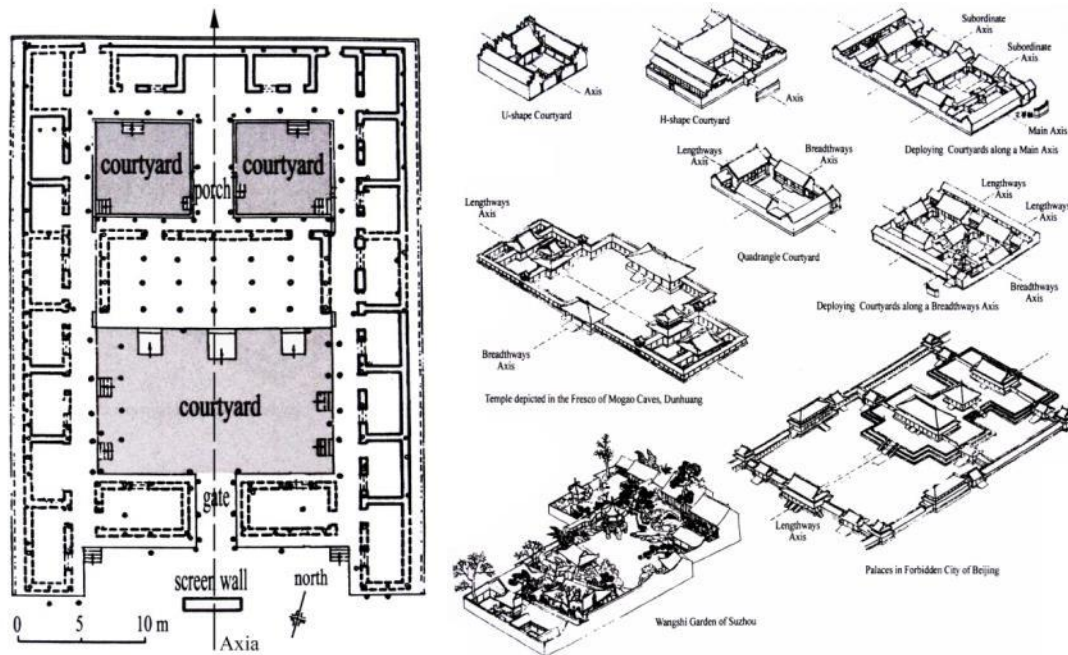 courtyard
courtyard
porch
courtyard
gate
screen wall
north
0 5 10 m
Axia
Axis
U-shape Courtyard
Axis
H-shape Courtyard
Subordinate
Axis
Subordinate
Axis
Main Axis
Deploying Courtyards along a Main Axis
Lengthways
Axis
Breadthways
Axis
Quadrangle Courtyard
Lengthways
Axis
Lengthways
Axis
Breadthways
Axis
Deploying Courtyards along a Breadthways Axis
Lengthways
Axis
Breadthways
Axis
Temple depicted in the Fresco of Mogao Caves, Dunhuang
Lengthways
Axis
Palaces in Forbidden City of Beijing
Wangshi Garden of Suzhou